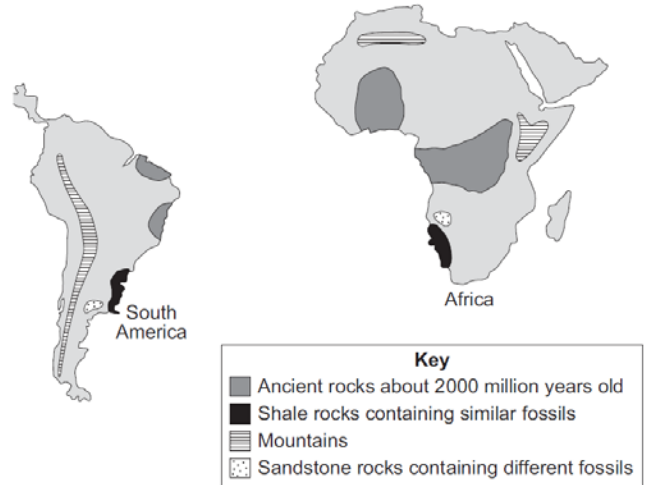 South
America
Africa
Key
Ancient rocks about 2000 million years old
Shale rocks containing similar fossils
Mountains
Sandstone rocks containing different fossils